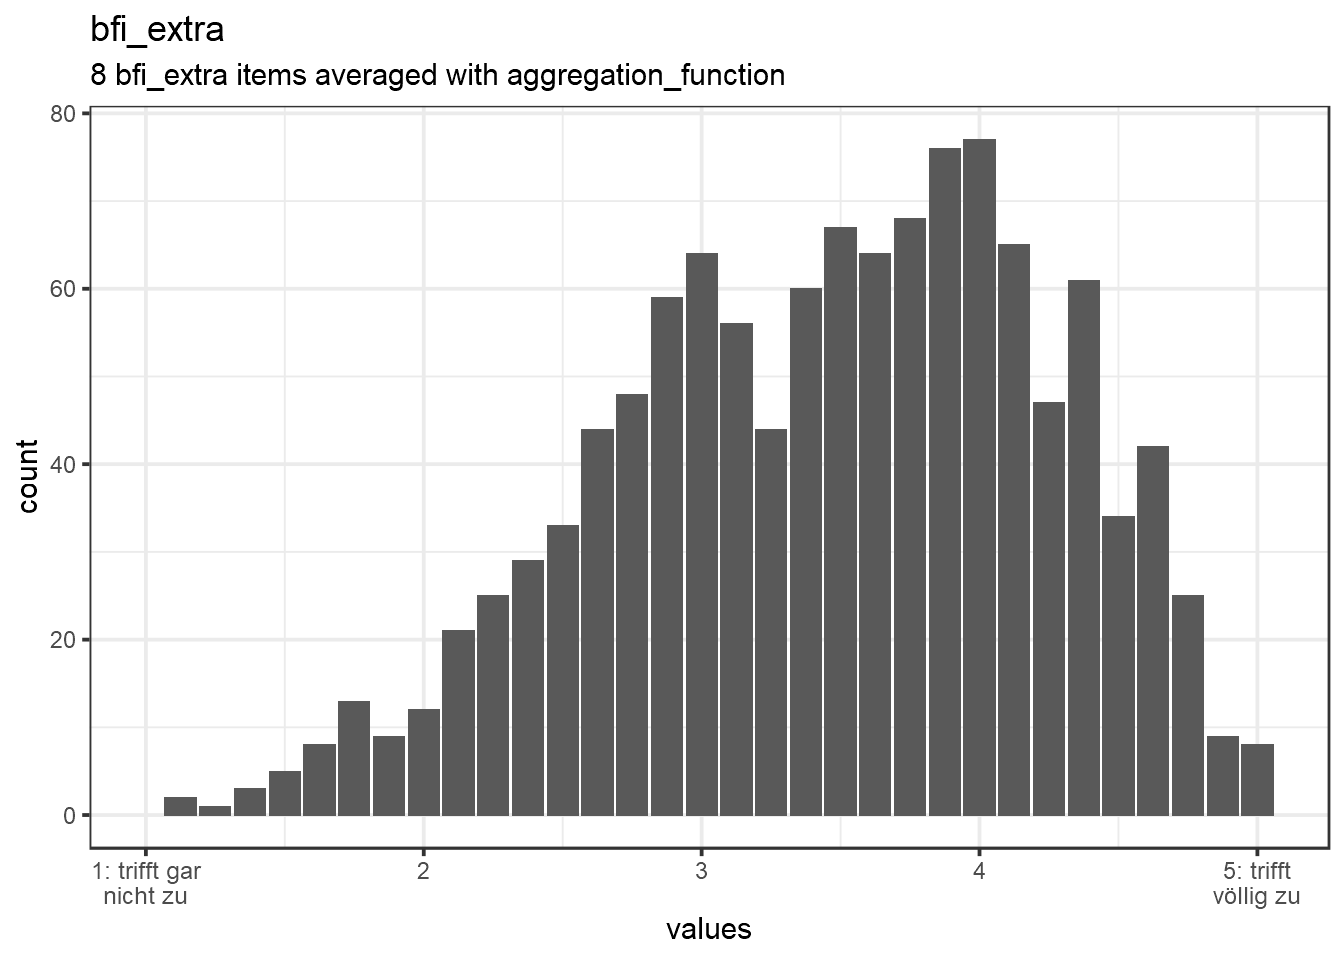 bfi_extra
8 bfi_extra items averaged with aggregation_function
80
60
40
20
0
count
1: trifft gar
nicht zu
2
3
4
5: trifft
völlig zu
values